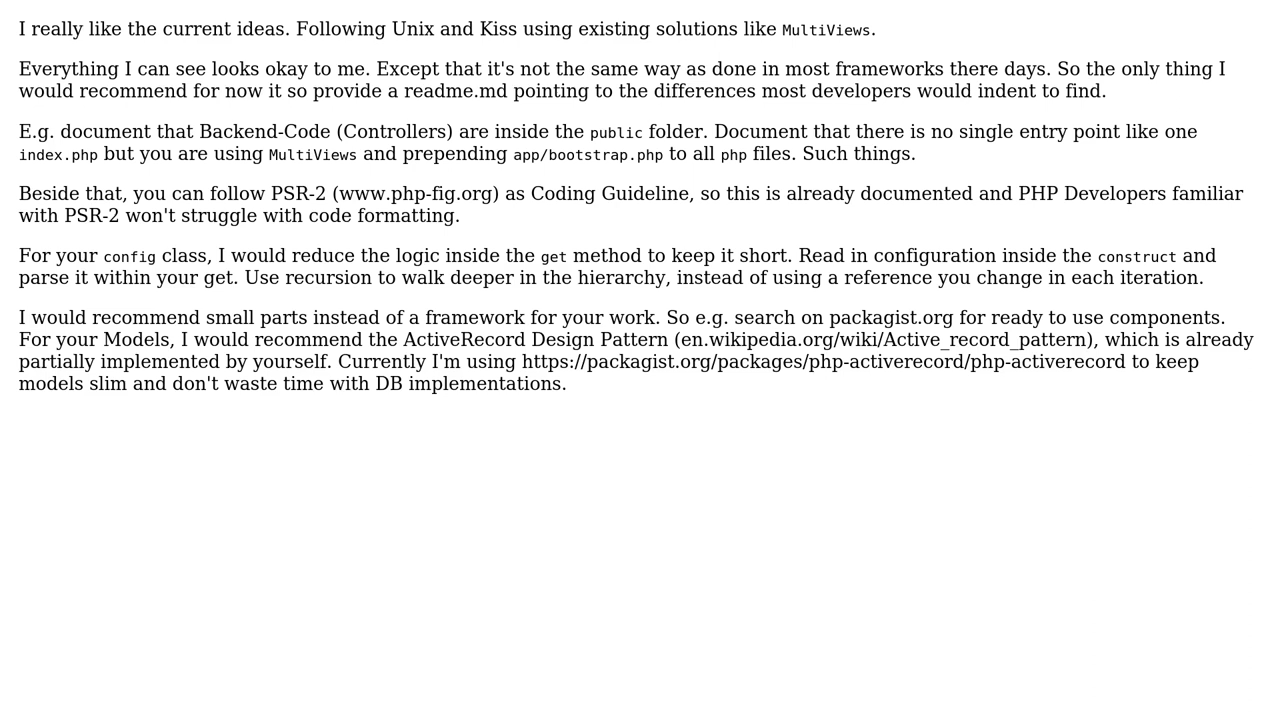 I really like the current ideas. Following Unix and Kiss using existing solutions like MultiViews.
Everything I can see looks okay to me. Except that it's not the same way as done in most frameworks there days. So the only thing I
would recommend for now it so provide a readme.md pointing to the differences most developers would indent to find.
E.g. document that Backend-Code (Controllers) are inside the public folder. Document that there is no single entry point like one
index.php but you are using MultiViews and prepending app/bootstrap.php to all php files. Such things.
Beside that, you can follow PSR-2 (www.php-fig.org) as Coding Guideline, so this is already documented and PHP Developers familiar
with PSR-2 won't struggle with code formatting.
For your config class, I would reduce the logic inside the get method to keep it short. Read in configuration inside the construct and
parse it within your get. Use recursion to walk deeper in the hierarchy, instead of using a reference you change in each iteration.
I would recommend small parts instead of a framework for your work. So e.g. search on packagist.org for ready to use components.
For your Models, I would recommend the ActiveRecord Design Pattern (en.wikipedia.org/wiki/Active_record_pattern), which is already
partially implemented by yourself. Currently I'm using https://packagist.org/packages/php-activerecord/php-activerecord to keep
models slim and don't waste time with DB implementations.